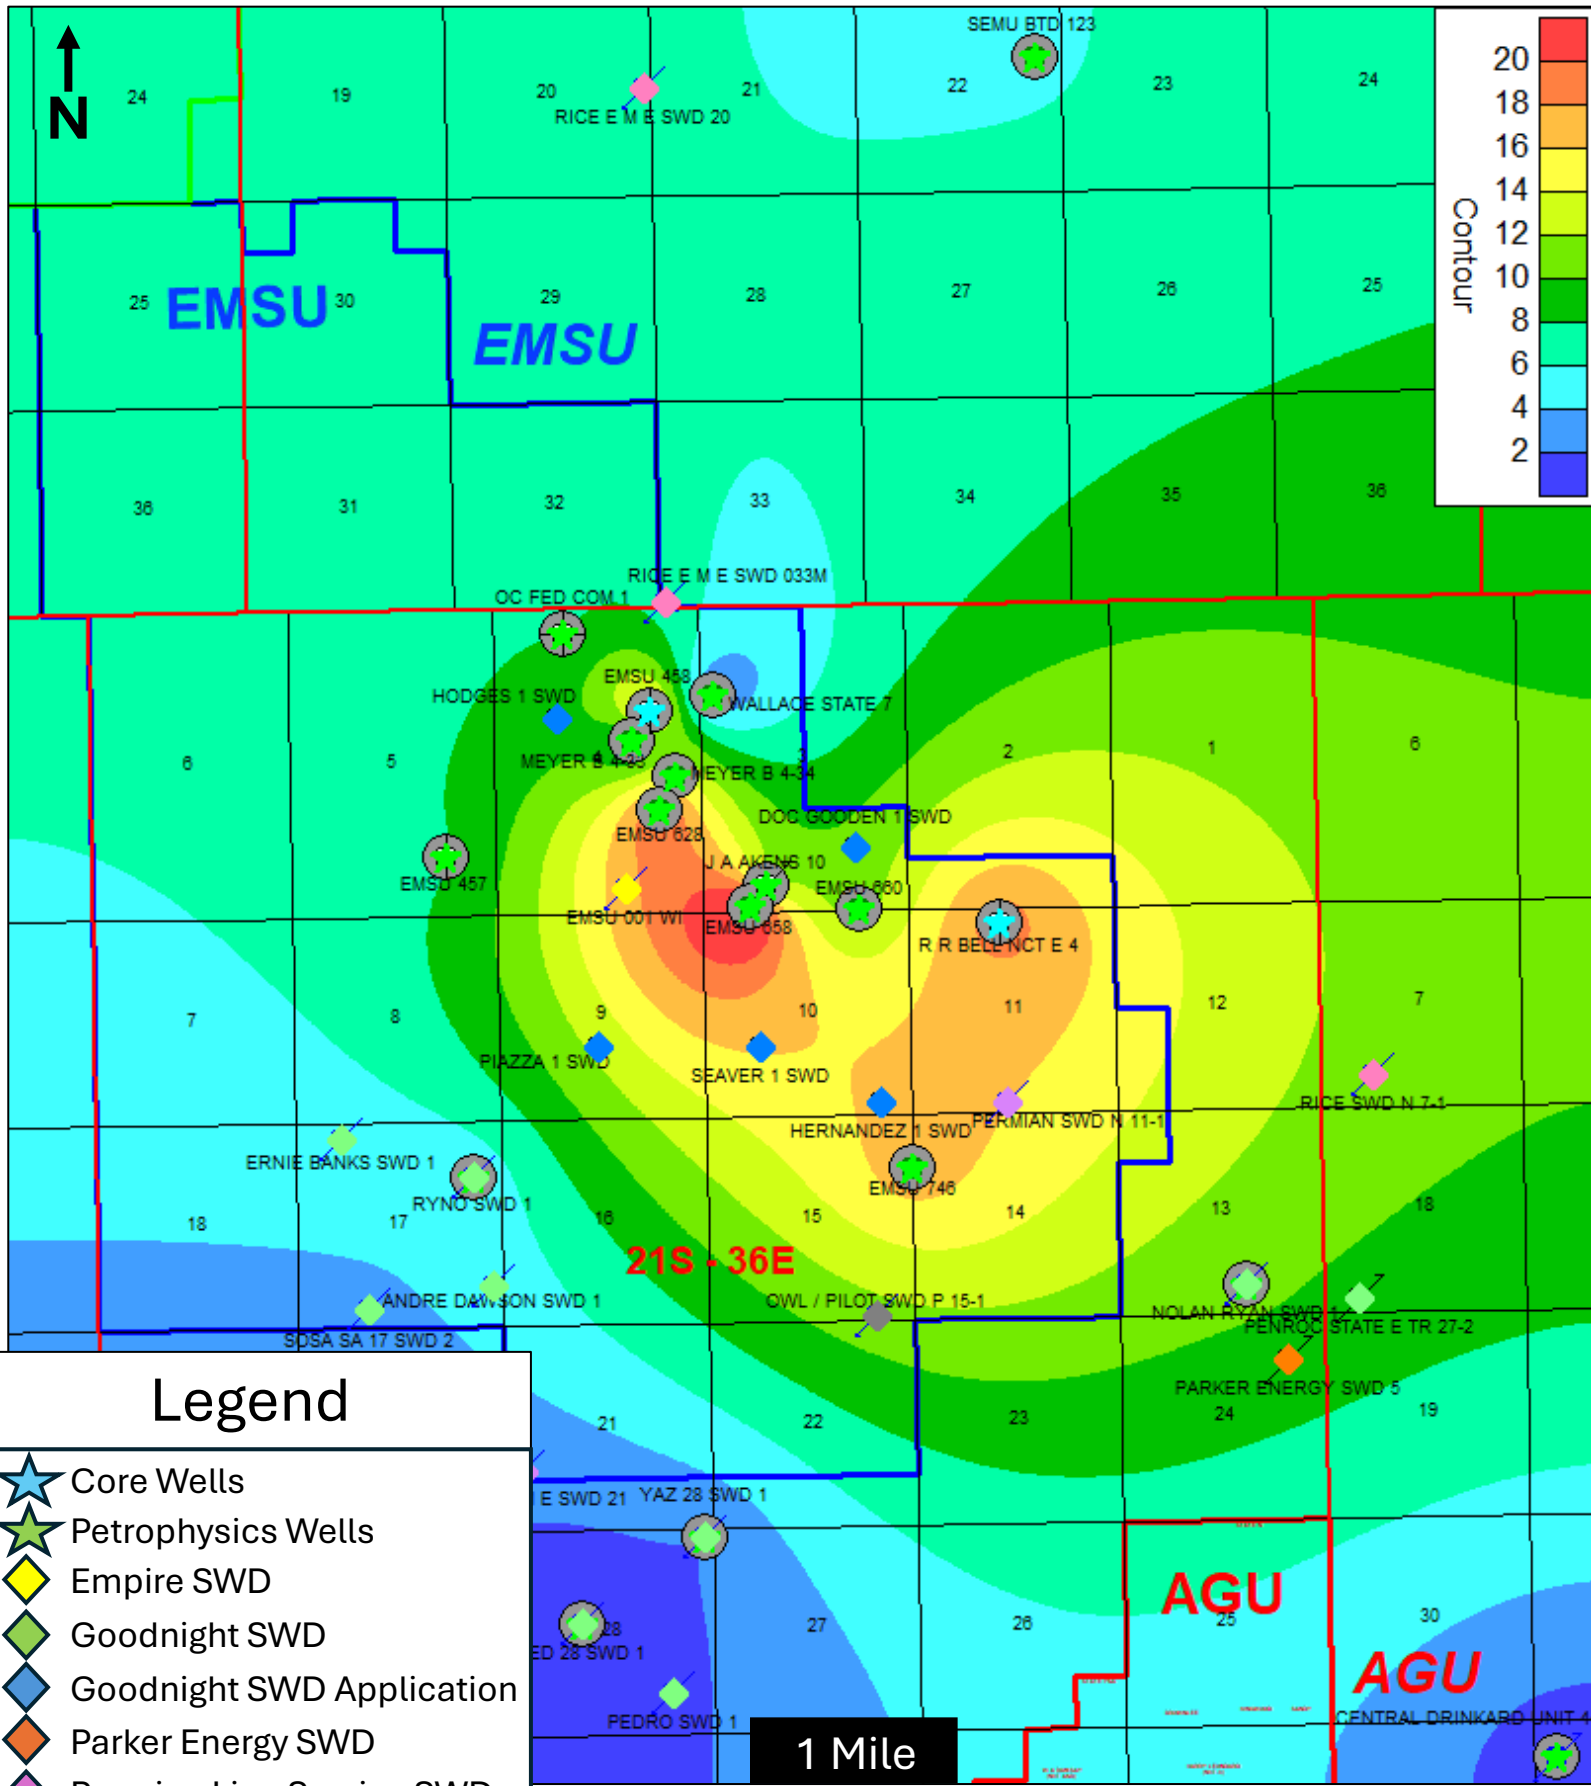 SEMU BTD 123
24
19
20
21
22
23
24
N
RICE E M E SWD 20
Contour
20
18
16
14
12
10
8
6
4
2
25
EMSU
30
29
EMSU
28
27
26
25
36
31
32
33
34
35
36
RICE E M E SWD 033M
OC FED COM 1
EMSU 458
HODGES 1 SWD
WALLACE STATE 7
6
5
4
MEYER B 4-33
MEYER B 4-34
3
2
1
6
DOC GOODEN 1 SWD
EMSU 628
J A AKENS 10
EMSU 457
EMSU 660
EMSU 001 WI
EMSU 658
R R BELL NCT E 4
7
8
9
10
11
12
7
PIAZZA 1 SWD
SEAVER 1 SWD
RICE SWD N 7-1
HERNANDEZ 1 SWD
PERMIAN SWD N 11-1
ERNIE BANKS SWD 1
RYNO SWD 1
EMSU 746
18
17
16
15
14
13
18
21S - 36E
ANDRE DAWSON SWD 1
OWL / PILOT SWD P 15-1
NOLAN RYAN SWD 1
PENROC STATE E TR 27-2
SOSA SA 17 SWD 2
PARKER ENERGY SWD 5
21
22
23
24
19
E SWD 21
YAZ 28 SWD 1
28
ED 28 SWD 1
27
26
AGU
25
30
AGU
PEDRO SWD 1
CENTRAL DRINKARD UNIT 4
1 Mile
Legend
Core Wells
Petrophysics Wells
Empire SWD
Goodnight SWD
Goodnight SWD Application
Parker Energy SWD